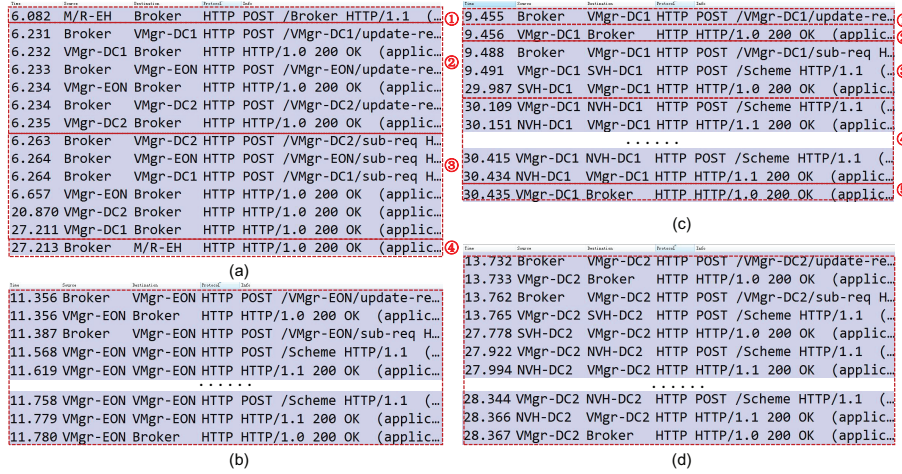 Time Source Destination Protocol Info
6.082 M/R-EH Broker HTTP POST /Broker HTTP/1.1 (… ①
6.231 Broker VMgr-DC1 HTTP POST /VMgr-DC1/update-re…
6.232 VMgr-DC1 Broker HTTP HTTP/1.0 200 OK (applic…
6.233 Broker VMgr-EON HTTP POST /VMgr-EON/update-re… ②
6.234 VMgr-EON Broker HTTP HTTP/1.0 200 OK (applic…
6.234 Broker VMgr-DC2 HTTP POST /VMgr-DC2/update-re…
6.235 VMgr-DC2 Broker HTTP HTTP/1.0 200 OK (applic…
6.263 Broker VMgr-DC2 HTTP POST /VMgr-DC2/sub-req H…
6.264 Broker VMgr-EON HTTP POST /VMgr-EON/sub-req H… ③
6.264 Broker VMgr-DC1 HTTP POST /VMgr-DC1/sub-req H…
6.657 VMgr-EON Broker HTTP HTTP/1.0 200 OK (applic…
20.870 VMgr-DC2 Broker HTTP HTTP/1.0 200 OK (applic…
27.211 VMgr-DC1 Broker HTTP HTTP/1.0 200 OK (applic…
27.213 Broker M/R-EH HTTP HTTP/1.0 200 OK (applic… ④
(a)
Time Source Destination Protocol Info
11.356 Broker VMgr-EON HTTP POST /VMgr-EON/update-re…
11.356 VMgr-EON Broker HTTP HTTP/1.0 200 OK (applic…
11.387 Broker VMgr-EON HTTP POST /VMgr-EON/sub-req H…
11.568 VMgr-EON VMgr-EON HTTP POST /Scheme HTTP/1.1 (…
11.619 VMgr-EON VMgr-EON HTTP HTTP/1.1 200 OK (applic…
......
11.758 VMgr-EON VMgr-EON HTTP POST /Scheme HTTP/1.1 (…
11.779 VMgr-EON VMgr-EON HTTP HTTP/1.1 200 OK (applic…
11.780 VMgr-EON Broker HTTP HTTP/1.0 200 OK (applic…
(b)
Time Source Destination Protocol Info
9.455 Broker VMgr-DC1 HTTP POST /VMgr-DC1/update-re…
9.456 VMgr-DC1 Broker HTTP HTTP/1.0 200 OK (applic…
9.488 Broker VMgr-DC1 HTTP POST /VMgr-DC1/sub-req H…
9.491 VMgr-DC1 SVH-DC1 HTTP POST /Scheme HTTP/1.1 (…
29.987 SVH-DC1 VMgr-DC1 HTTP HTTP/1.0 200 OK (applic…
30.109 VMgr-DC1 NVH-DC1 HTTP POST /Scheme HTTP/1.1 (…
30.151 NVH-DC1 VMgr-DC1 HTTP HTTP/1.1 200 OK (applic…
......
30.415 VMgr-DC1 NVH-DC1 HTTP POST /Scheme HTTP/1.1 (…
30.434 NVH-DC1 VMgr-DC1 HTTP HTTP/1.1 200 OK (applic…
30.435 VMgr-DC1 Broker HTTP HTTP/1.0 200 OK (applic…
(c)
Time Source Destination Protocol Info
13.732 Broker VMgr-DC2 HTTP POST /VMgr-DC2/update-re…
13.733 VMgr-DC2 Broker HTTP HTTP/1.0 200 OK (applic…
13.762 Broker VMgr-DC2 HTTP POST /VMgr-DC2/sub-req H…
13.765 VMgr-DC2 SVH-DC2 HTTP POST /Scheme HTTP/1.1 (…
27.778 SVH-DC2 VMgr-DC2 HTTP HTTP/1.0 200 OK (applic…
27.922 VMgr-DC2 NVH-DC2 HTTP POST /Scheme HTTP/1.1 (…
27.994 NVH-DC2 VMgr-DC2 HTTP HTTP/1.1 200 OK (applic…
......
28.344 VMgr-DC2 NVH-DC2 HTTP POST /Scheme HTTP/1.1 (…
28.366 NVH-DC2 VMgr-DC2 HTTP HTTP/1.1 200 OK (applic…
28.367 VMgr-DC2 Broker HTTP HTTP/1.0 200 OK (applic…
(d)